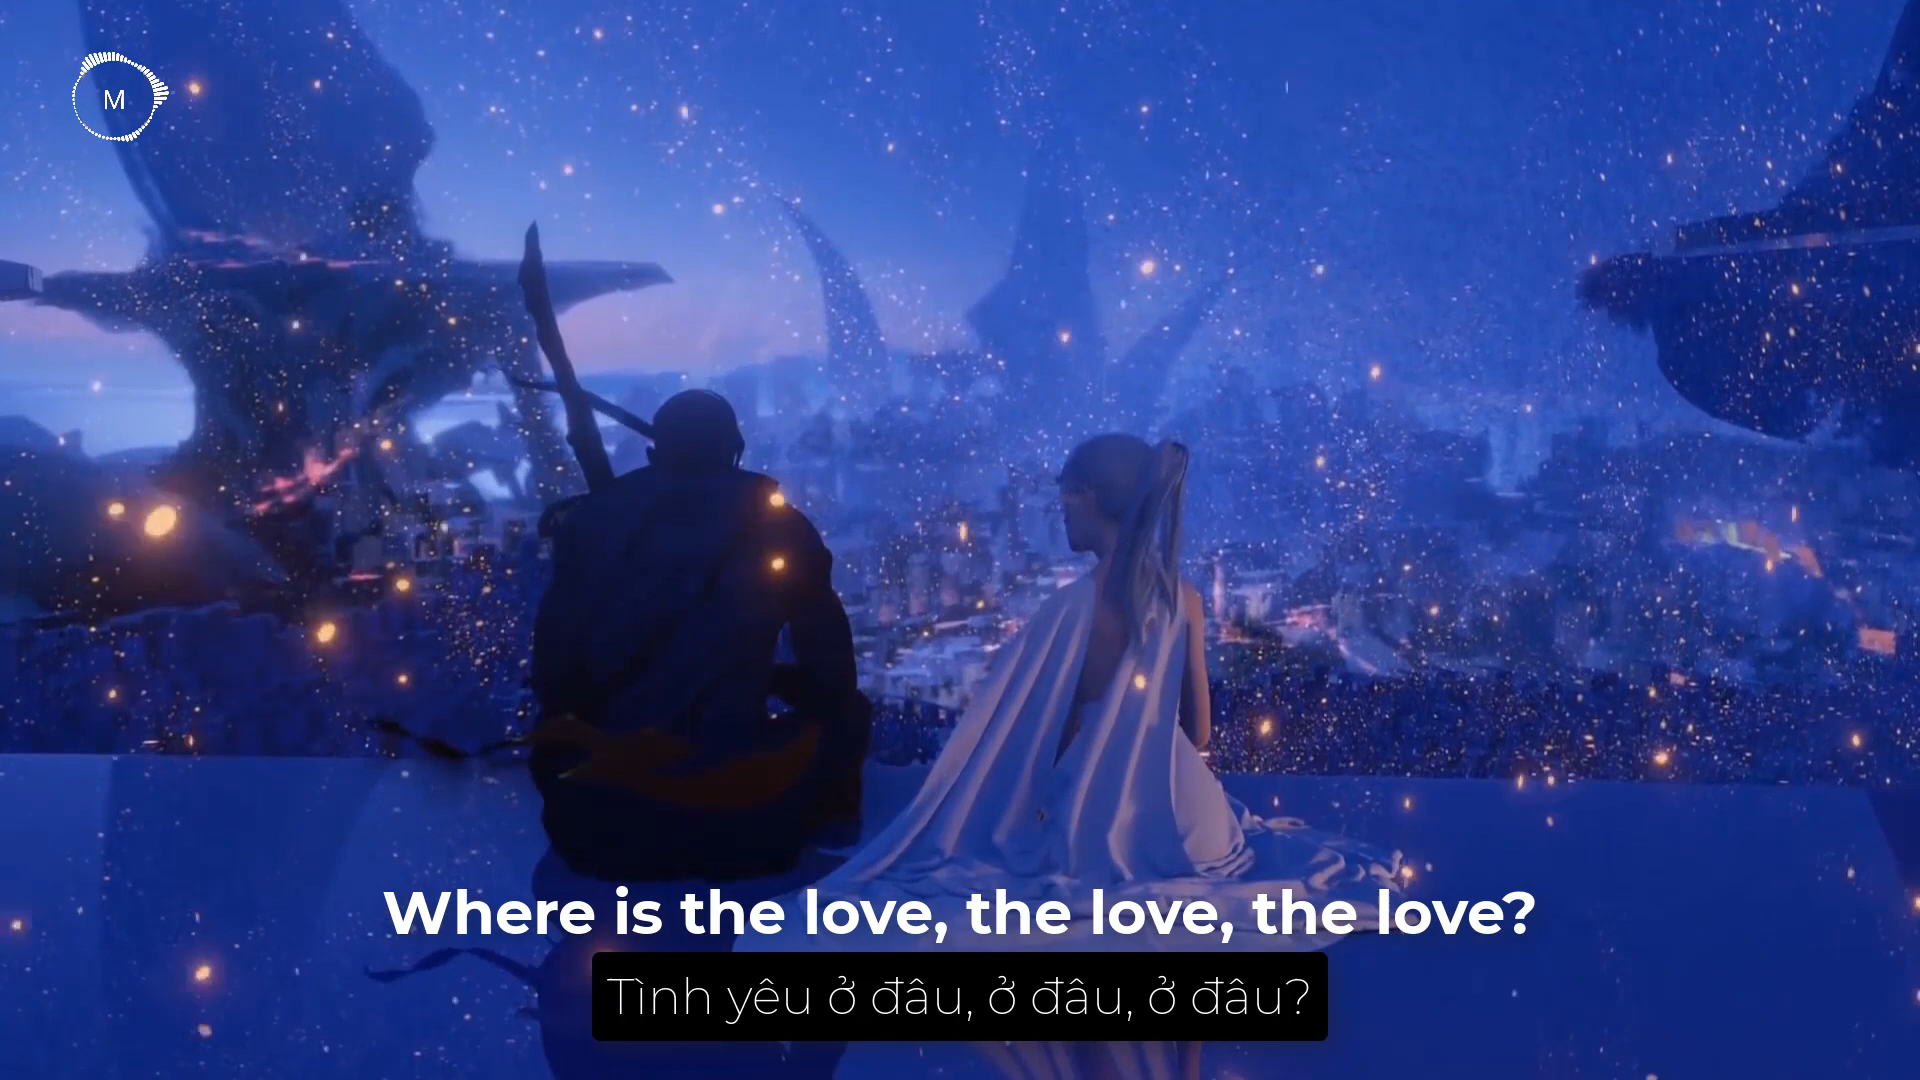 M
Where is the love, the love, the love?
Tình yêu ở đâu, ở đâu, ở đâu?